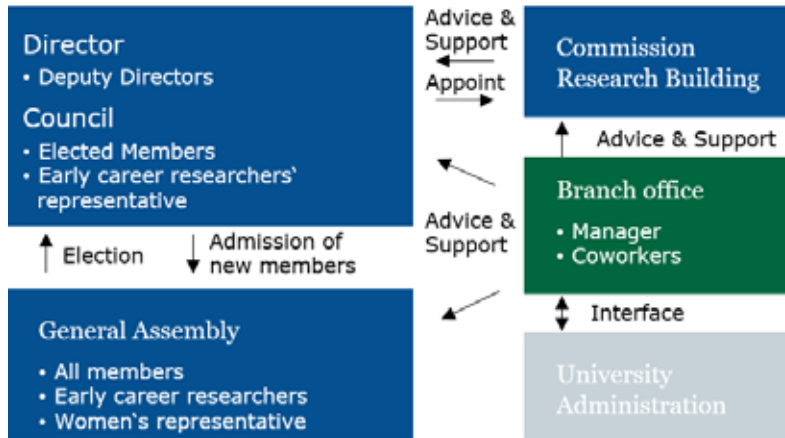 Director
• Deputy Directors
Council
• Elected Members
• Early career researchers‘
representative
Advice &
Support
Appoint
Commission
Research Building
Advice & Support
Branch office
• Manager
• Coworkers
Advice &
Support
Election
Admission of
new members
Interface
General Assembly
• All members
• Early career researchers
• Women‘s representative
University
Administration